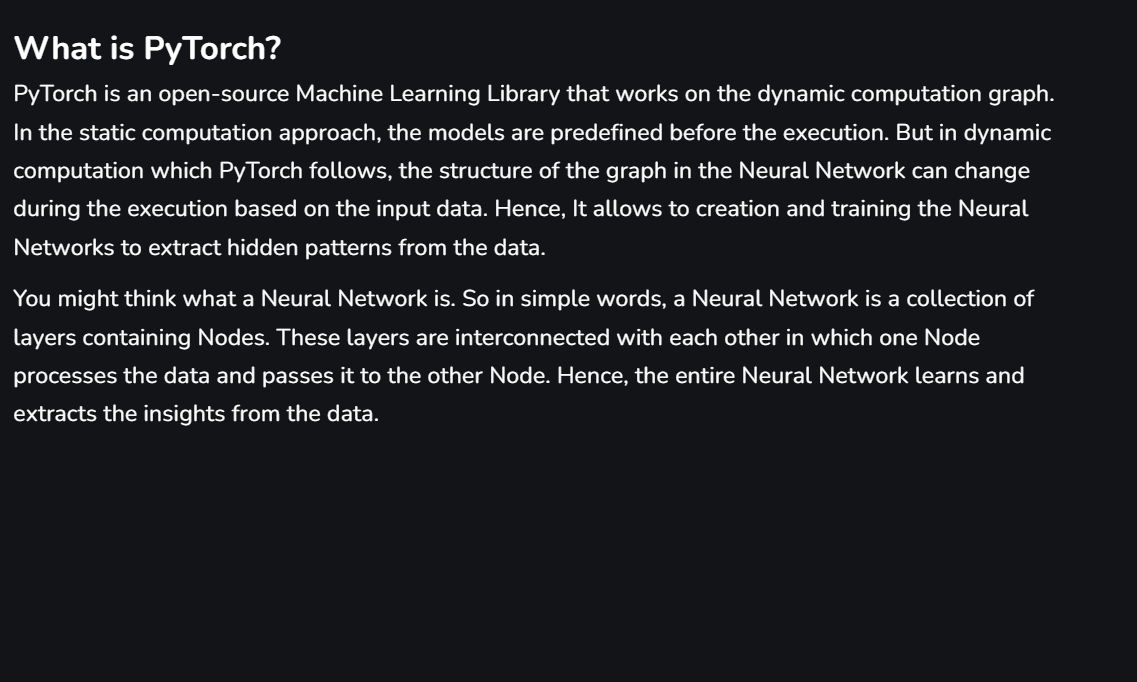 What is PyTorch?
PyTorch is an open-source Machine Learning Library that works on the dynamic computation graph.
In the static computation approach, the models are predefined before the execution. But in dynamic
computation which PyTorch follows, the structure of the graph in the Neural Network can change
during the execution based on the input data. Hence, It allows to creation and training the Neural
Networks to extract hidden patterns from the data.
You might think what a Neural Network is. So in simple words, a Neural Network is a collection of
layers containing Nodes. These layers are interconnected with each other in which one Node
processes the data and passes it to the other Node. Hence, the entire Neural Network learns and
extracts the insights from the data.